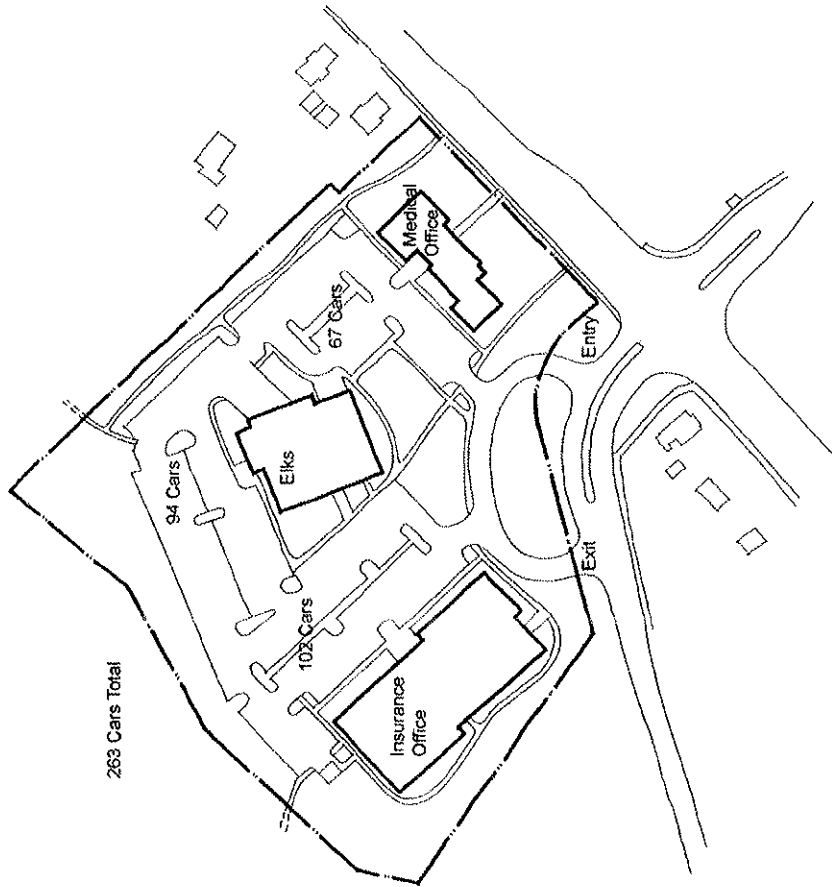 263 Cars Total
94 Cars
102 Cars
67 Cars
Elks
Insurance
Office
Medical
Office
Exit
Entry